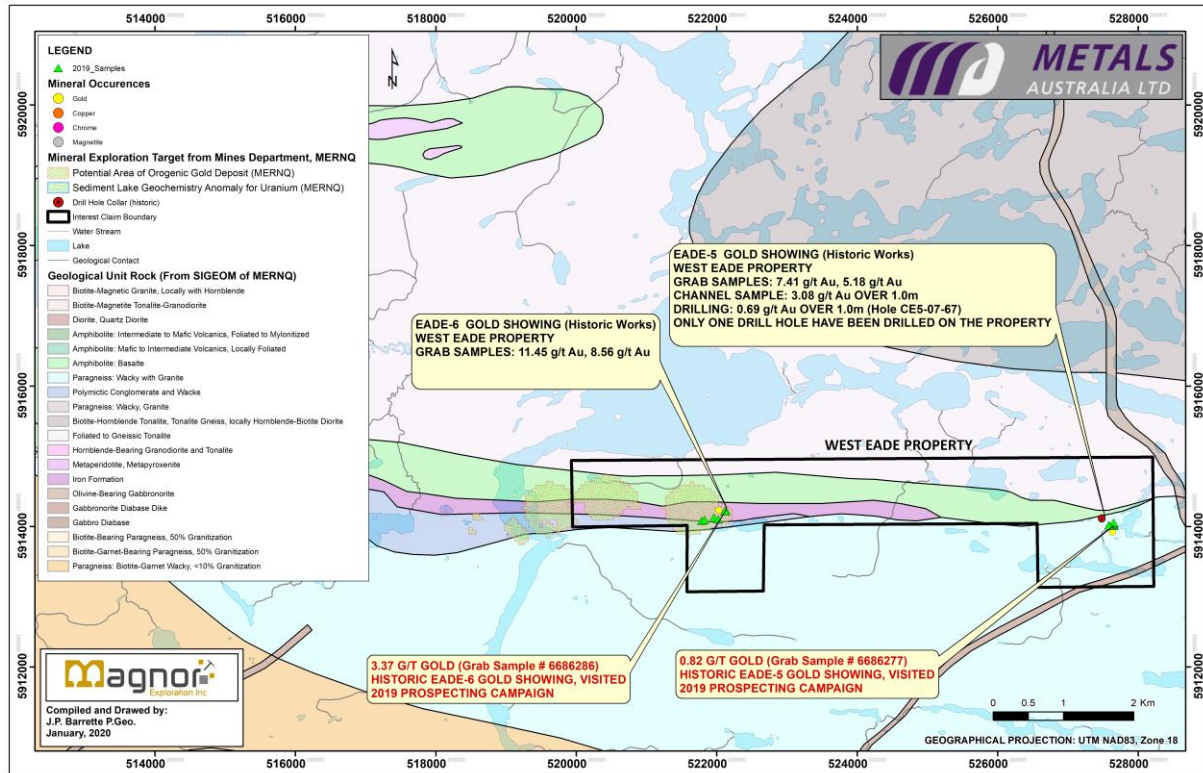 514000
516000
518000
520000
522000
524000
526000
528000
5920000
5918000
5916000
5914000
5912000
5920000
5918000
5916000
5914000
5912000
LEGEND
2019_Samples
Mineral Occurences
Gold
Copper
Chrome
Magnetite
Mineral Exploration Target from Mines Department, MERNQ
Potential Area of Orogenic Gold Deposit (MERNQ)
Sediment Lake Geochemistry Anomaly for Uranium (MERNQ)
Drill Hole Collar (historic)
Interest Claim Boundary
Water Stream
Lake
Geological Contact
Geological Unit Rock (From SIGEOM of MERNQ)
Biotite-Magnetic Granite, Locally with Hornblende
Biotite-Magnetite Tonalite-Granodiorite
Diorite, Quartz Diorite
Amphibolite: Intermediate to Mafic Volcanics, Foliated to Mylonitized
Amphibolite: Mafic to Intermediate Volcanics, Locally Foliated
Amphibolite: Basalte
Paragneiss: Wacky with Granite
Polymictic Conglomerate and Wacke
Paragneiss: Wacky, Granite
Biotite-Hornblende Tonalite, Tonalite Gneiss, locally Hornblende-Biotite Diorite
Foliated to Gneissic Tonalite
Hornblende-Bearing Granodiorite and Tonalite
Metaperidotite, Metapyroxenite
Iron Formation
Olivine-Bearing Gabbronorite
Gabbronorite Diabase Dike
Gabbro Diabase
Biotite-Bearing Paragneiss, 50% Granitization
Biotite-Garnet-Bearing Paragneiss, 50% Granitization
Paragneiss: Biotite-Garnet Wacky, <10% Granitization
N
METALS
AUSTRALIA LTD
EADE-5 GOLD SHOWING (Historic Works)
WEST EADE PROPERTY
GRAB SAMPLES: 7.41 g/t Au, 5.18 g/t Au
CHANNEL SAMPLE: 3.08 g/t Au OVER 1.0m
DRILLING: 0.69 g/t Au OVER 1.0m (Hole CE5-07-67)
ONLY ONE DRILL HOLE HAVE BEEN DRILLED ON THE PROPERTY
EADE-6 GOLD SHOWING (Historic Works)
WEST EADE PROPERTY
GRAB SAMPLES: 11.45 g/t Au, 8.56 g/t Au
WEST EADE PROPERTY
3.37 G/T GOLD (Grab Sample # 6686286)
HISTORIC EADE-6 GOLD SHOWING, VISITED
2019 PROSPECTING CAMPAIGN
0.82 G/T GOLD (Grab Sample # 6686277)
HISTORIC EADE-5 GOLD SHOWING, VISITED
2019 PROSPECTING CAMPAIGN
Magnor
Exploration Inc
Compiled and Drawed by:
J.P. Barrette P.Geo.
January, 2020
0 0.5 1 2 Km
GEOGRAPHICAL PROJECTION: UTM NAD83, Zone 18
514000
516000
518000
520000
522000
524000
526000
528000